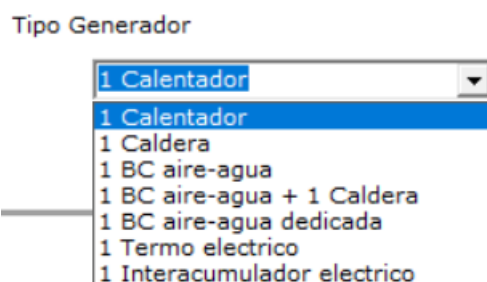 Tipo Generador
1 Calentador
1 Calentador
1 Caldera
1 BC aire-agua
1 BC aire-agua + 1 Caldera
1 BC aire-agua dedicada
1 Termo electrico
1 Interacumulador electrico